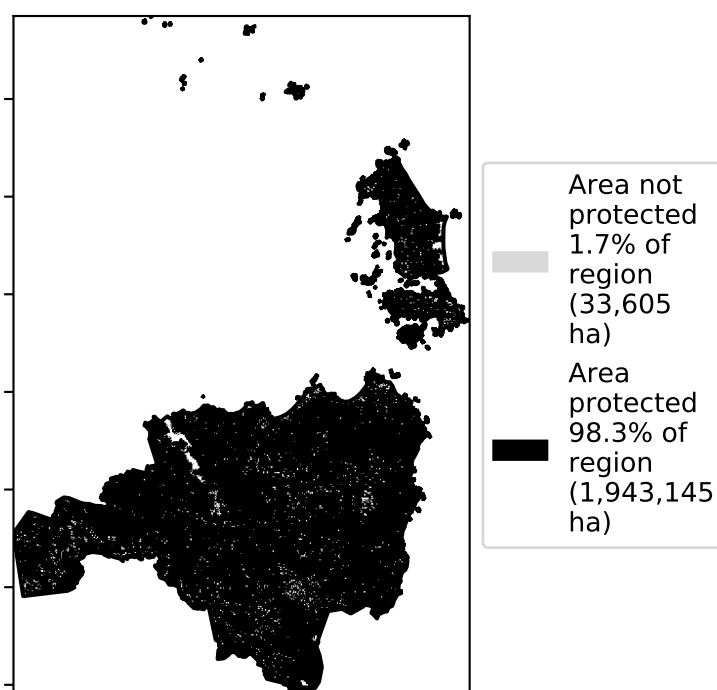 Area not
protected
1.7% of
region
(33,605
ha)
Area
protected
98.3% of
region
(1,943,145
ha)